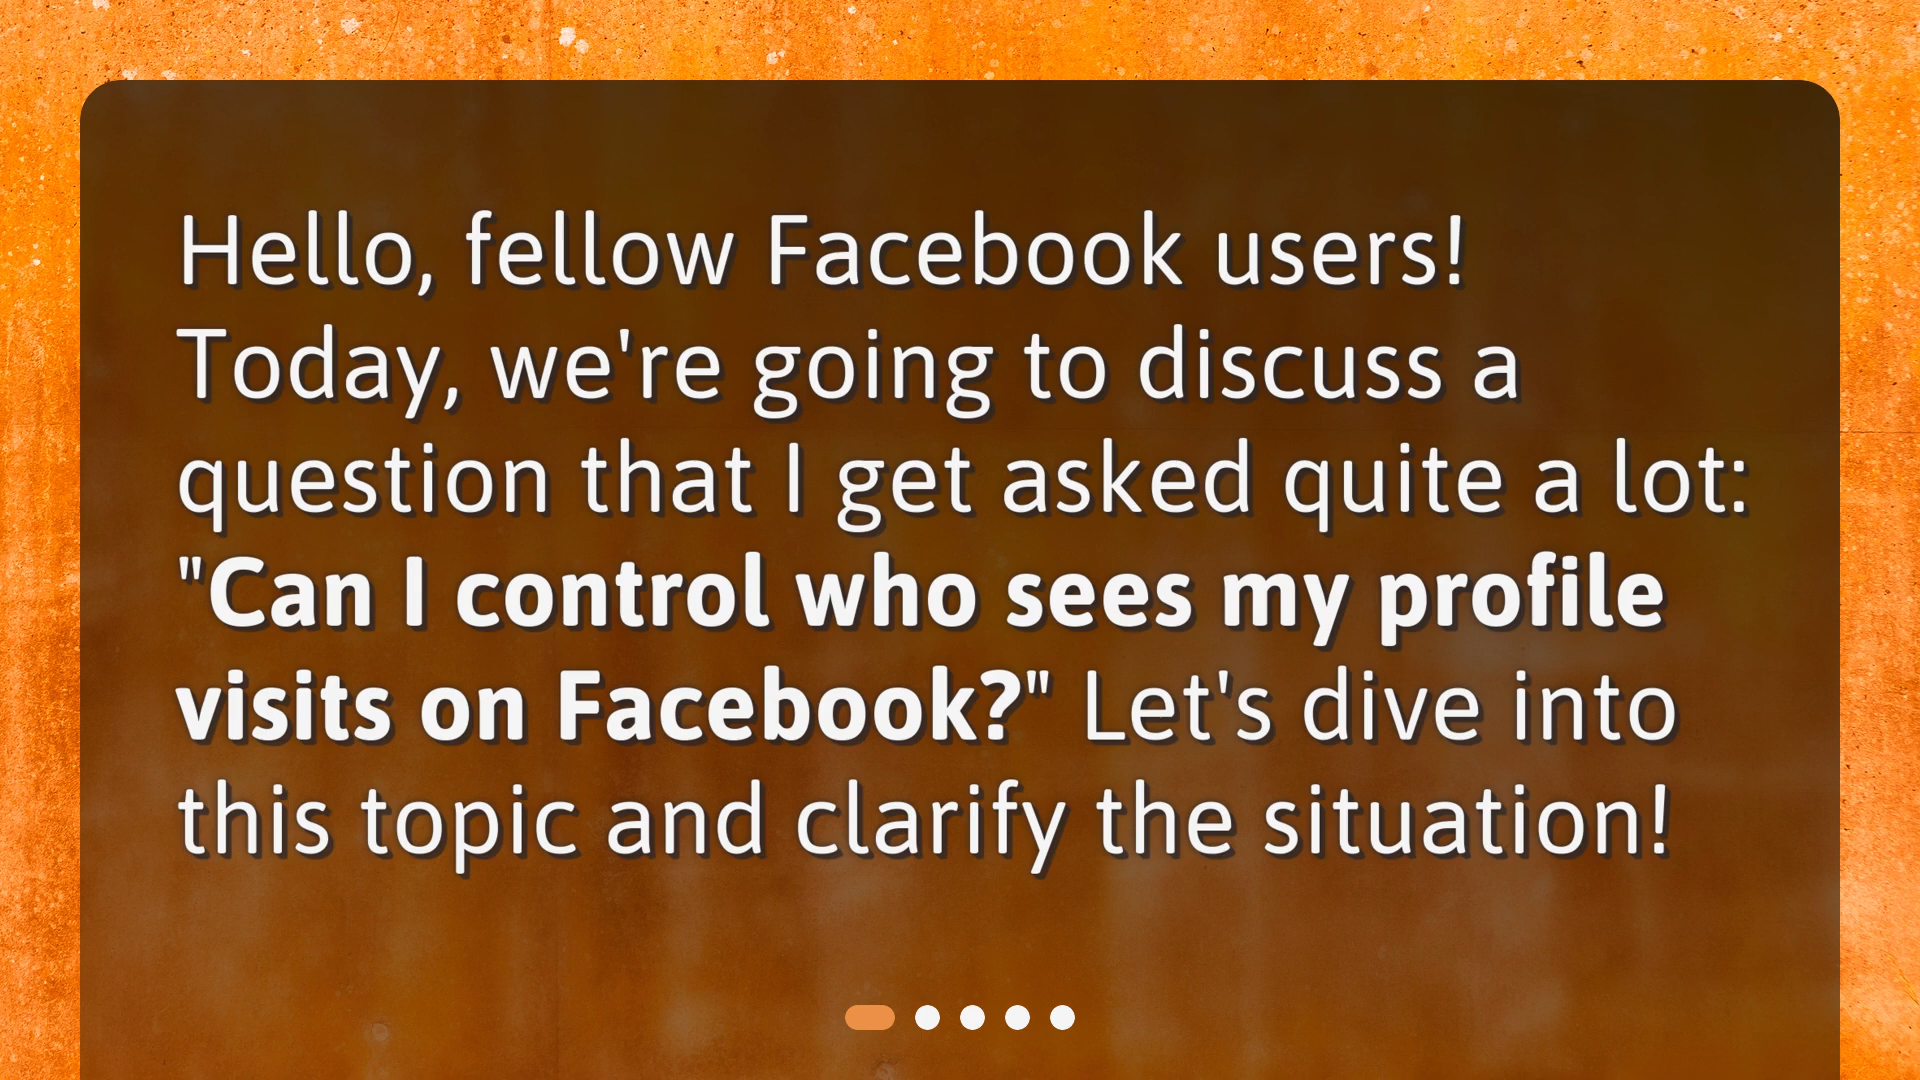 Hello, fellow Facebook users!
Today, we're going to discuss a
question that I get asked quite a lot:
"Can I control who sees my profile
visits on Facebook?" Let's dive into
this topic and clarify the situation!